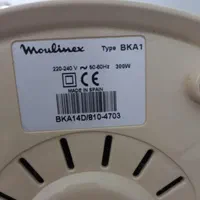 Moulinex Type BKA1
220-240 V ~ 50-60Hz 300W
CE
MADE IN SPAIN
BKA14D/810-4703